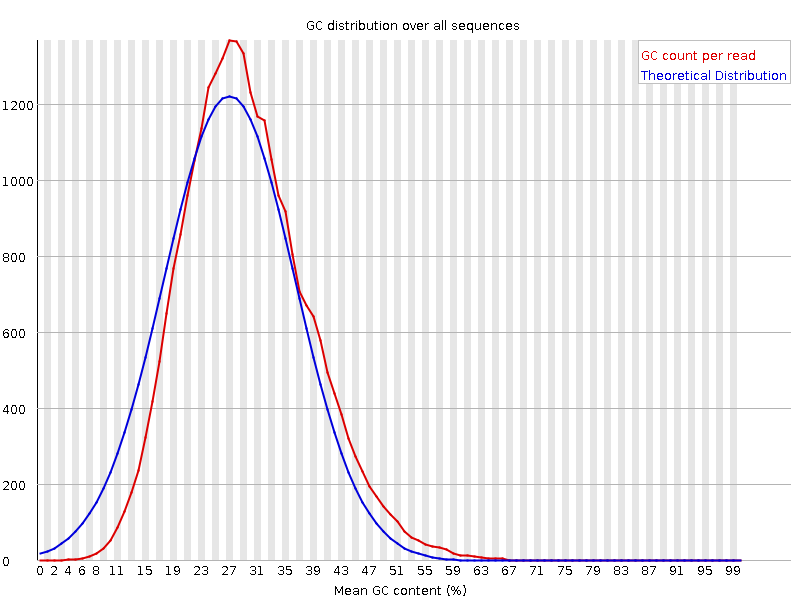 GC distribution over all sequences
GC count per read
Theoretical Distribution
1200
1000
800
600
400
200
0
0 2 4 6 8 11 15 19 23 27 31 35 39 43 47 51 55 59 63 67 71 75 79 83 87 91 95 99
Mean GC content (%)